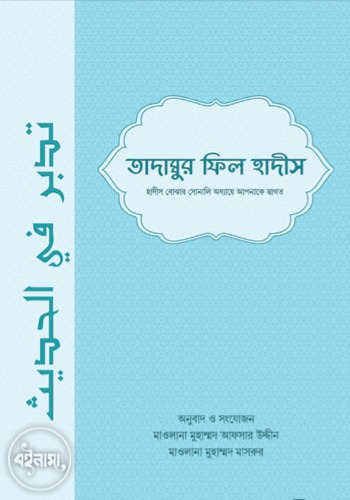 তাদাব্বুর ফিল হাদীস
হাদীস বোঝার সোনালি অধ্যায়ে আপনাকে স্বাগত
تدبر في الحديث
অনুবাদ ও সংযোজন
মাওলানা মুহাম্মদ আফসার উদ্দীন
মাওলানা মুহাম্মদ মাসরুর
বইনামা